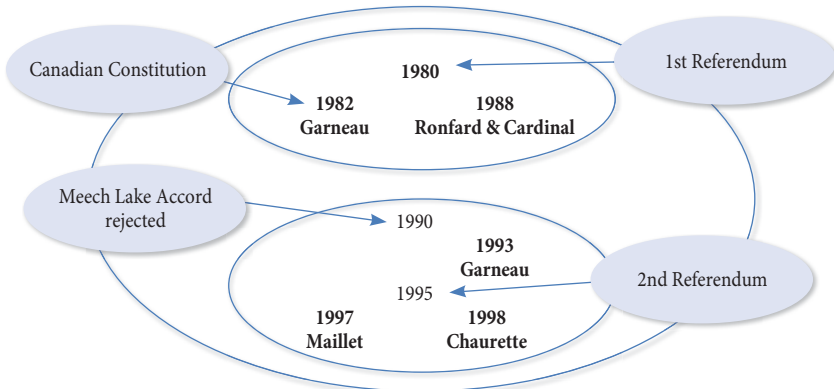 Canadian Constitution
1st Referendum
1980
1982
Garneau
1988
Ronfard & Cardinal
Meech Lake Accord
rejected
1990
1993
Garneau
2nd Referendum
1995
1997
Maillet
1998
Chaurette